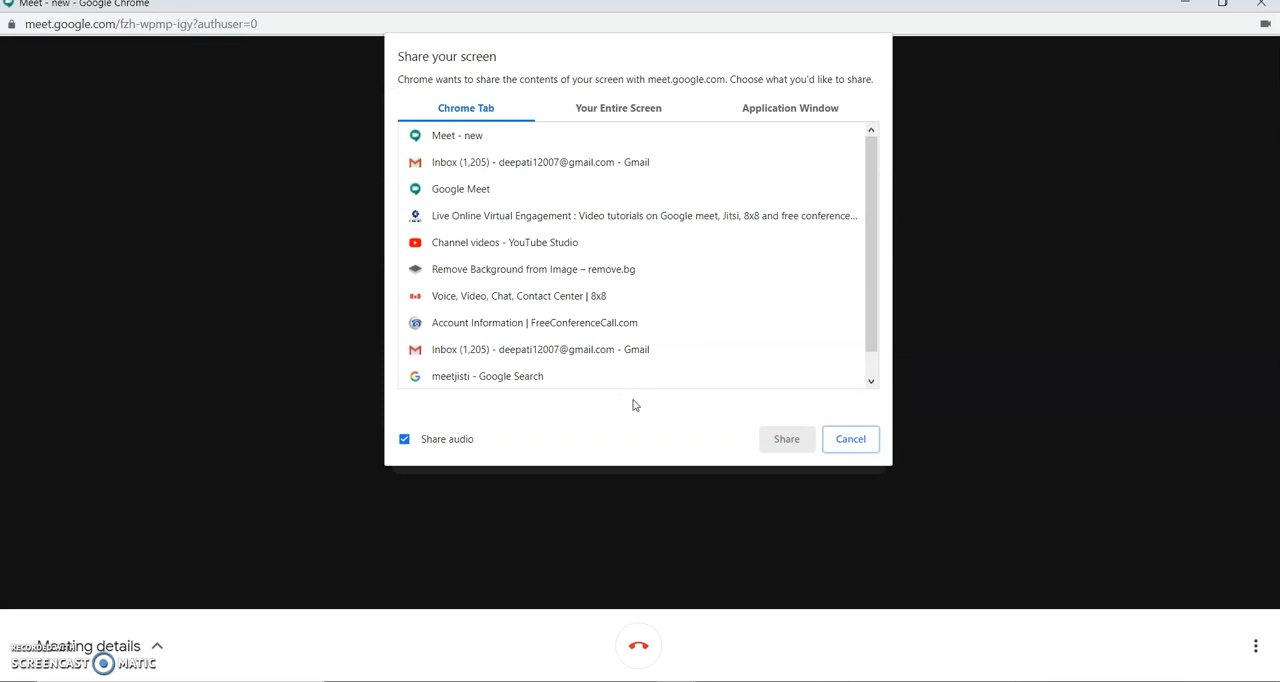 Meet - new - Google Chrome
meet.google.com/fzh-wpmp-igy?authuser=0
Share your screen
Chrome wants to share the contents of your screen with meet.google.com. Choose what you'd like to share.
Chrome Tab Your Entire Screen Application Window
Meet - new
Inbox (1,205) - deepati12007@gmail.com - Gmail
Google Meet
Live Online Virtual Engagement : Video tutorials on Google meet, Jitsi, 8x8 and free conference...
Channel videos - YouTube Studio
Remove Background from Image – remove.bg
8x8 Voice, Video, Chat, Contact Center | 8x8
Account Information | FreeConferenceCall.com
Inbox (1,205) - deepati12007@gmail.com - Gmail
meetjisti - Google Search
Share audio Share Cancel
Meeting details
RECORDED WITH
SCREENCAST MATIC